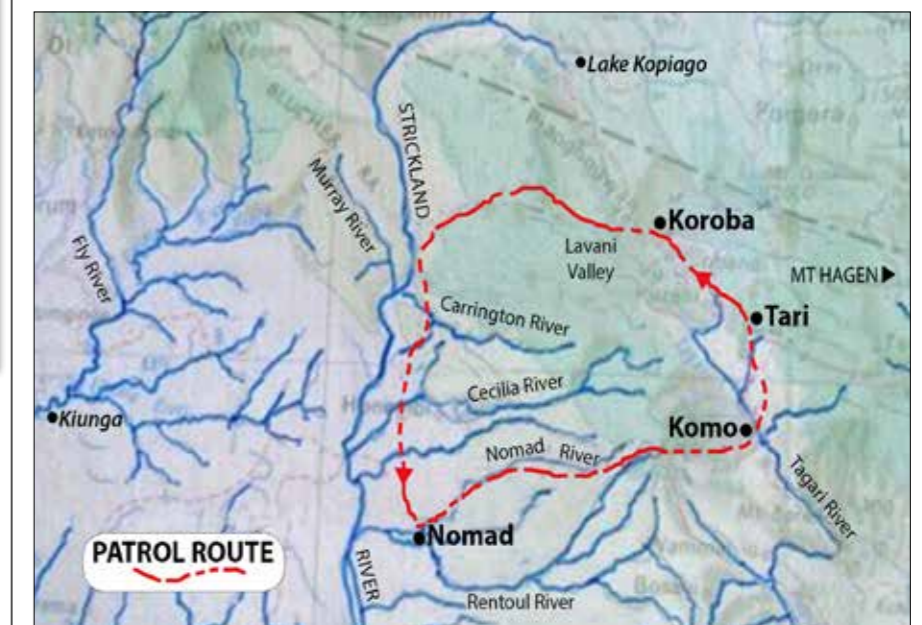 Lake Kopiago
STRICKLAND
Murray River
Koroba
Lavani
Valley
Fly River
MT HAGEN
Carrington River
Tari
Cecilia River
Kiunga
Komo
Nomad River
Tagari River
Nomad
PATROL ROUTE
RIVER
Rentoul River
BLUCHER